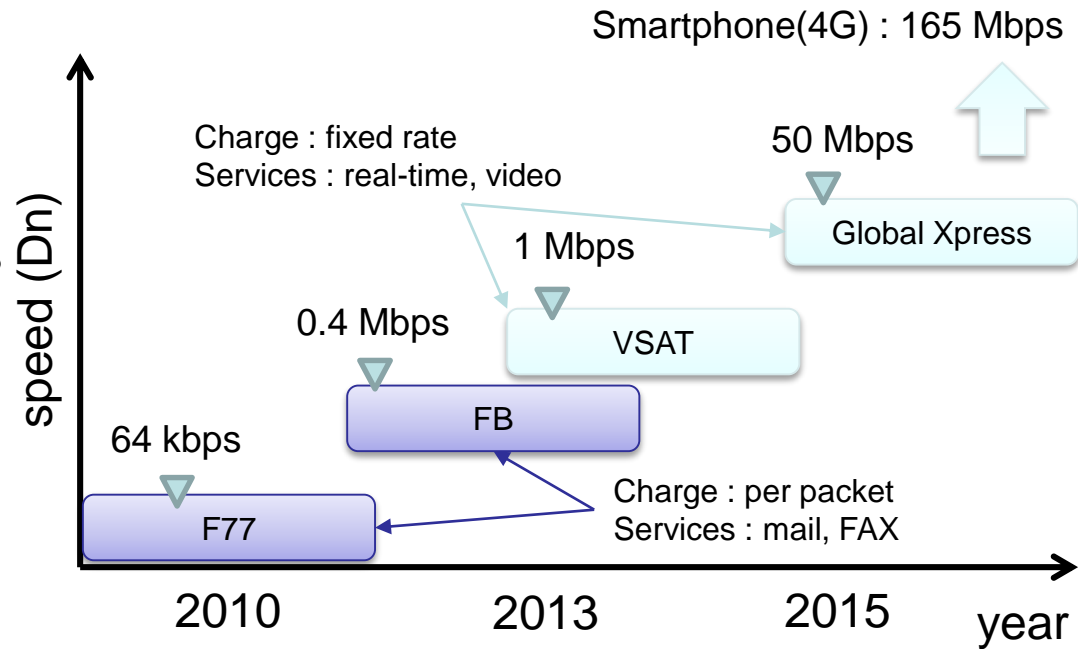 Smartphone(4G) : 165 Mbps
Charge : fixed rate
Services : real-time, video
50 Mbps
Global Xpress
1 Mbps
VSAT
0.4 Mbps
FB
64 kbps
F77
Charge : per packet
Services : mail, FAX
speed (Dn)
2010
2013
2015
year